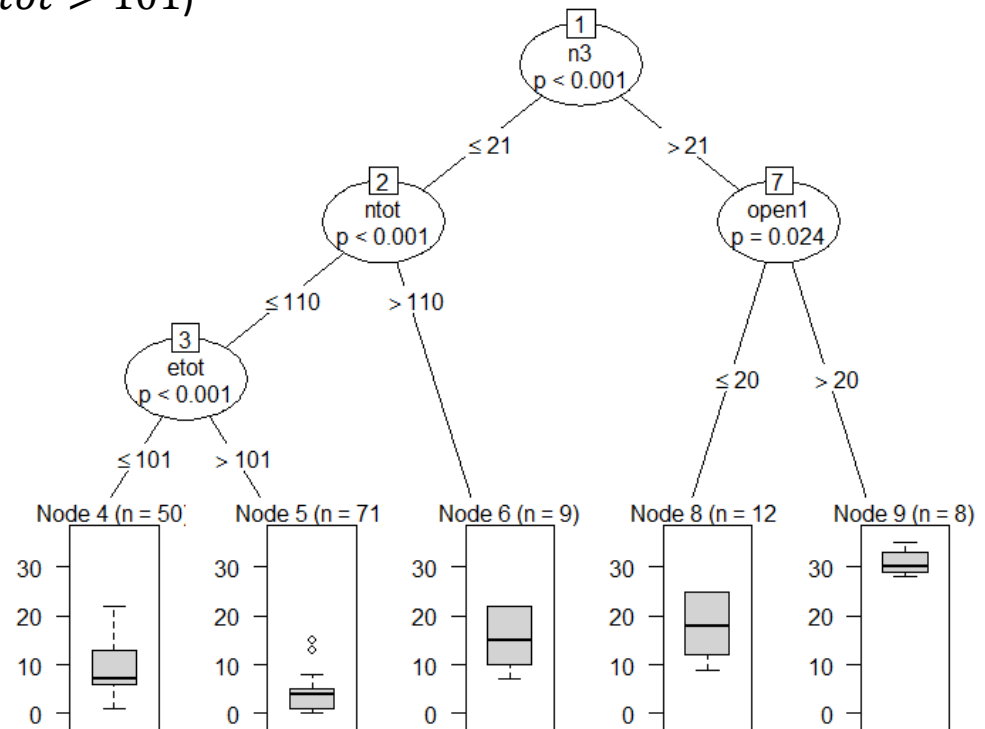 tot > 101)
1
n3
p < 0.001
≤ 21
> 21
2
ntot
p < 0.001
7
open1
p = 0.024
≤ 110
> 110
3
etot
p < 0.001
≤ 20
> 20
≤ 101
> 101
Node 4 (n = 50)
Node 5 (n = 71
Node 6 (n = 9)
Node 8 (n = 12
Node 9 (n = 8)
30 30 30 30 30
20 20 20 20 20
10 10 10 10 10
0 0 0 0 0